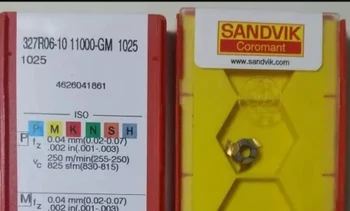 327R06-10 11000-GM 1025
1025
4626041861
ISO
P M K N S H
P fz 0.04 mm(0.02-0.07)
.002 in(.001-.003)
vc 250 m/min(255-250)
825 sfm(830-815)
M fz 0.04 mm(0.02-0.07)
.002 in(.001-.003)
SANDVIK
Coromant
www.sandvik.com